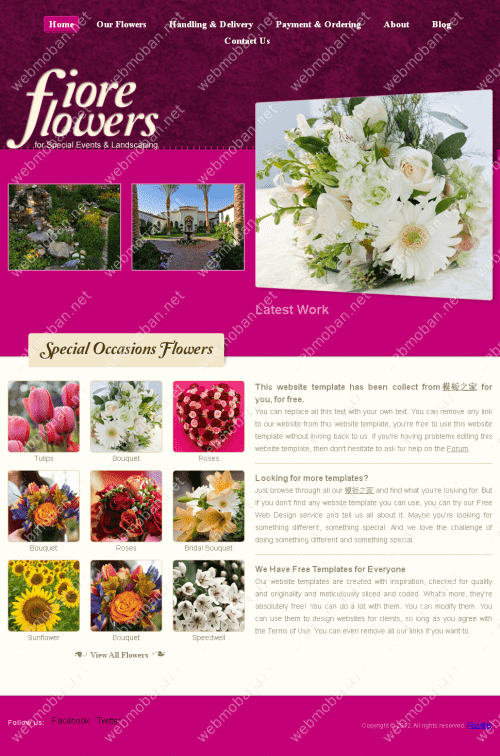 Home Our Flowers Handling & Delivery Payment & Ordering About Blog
Contact Us
fiore
flowers
for Special Events & Landscaping
Latest Work
Special Occasions Flowers
Tulips Bouquet Roses
Bouquet Roses Bridal Bouquet
Sunflower Bouquet Speedwell
View All Flowers
This website template has been collect from 模板之家 for
you, for free.
You can replace all this text with your own text. You can remove any link
to our website from this website template, you're free to use this website
template without linking back to us. If you're having problems editing this
website template, then don't hesitate to ask for help on the Forum.
Looking for more templates?
Just browse through all our 模板之家 and find what you're looking for. But
if you don't find any website template you can use, you can try our Free
Web Design service and tell us all about it. Maybe you're looking for
something different, something special. And we love the challenge of
doing something different and something special.
We Have Free Templates for Everyone
Our website templates are created with inspiration, checked for quality
and originality and meticulously sliced and coded. What's more, they're
absolutely free! You can do a lot with them. You can modify them. You
can use them to design websites for clients, so long as you agree with
the Terms of Use. You can even remove all our links if you want to.
Follow us: Facebook Twitter
Copyright © 2012. All rights reserved.
webmoban.net